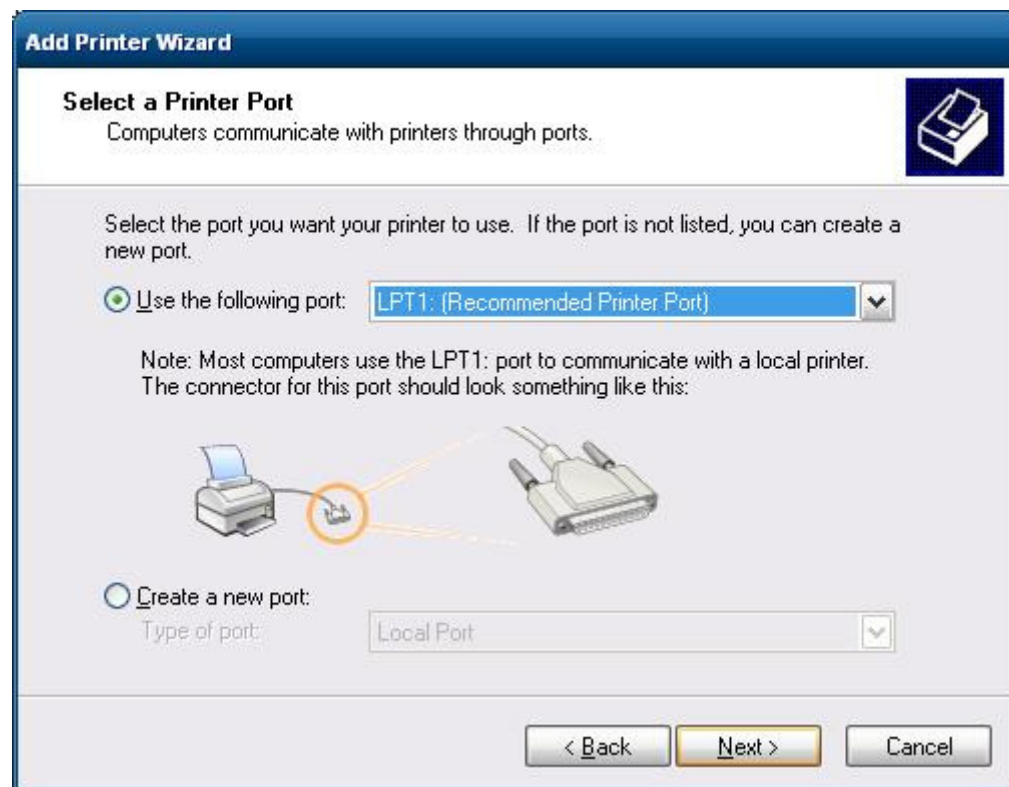 Add Printer Wizard
Select a Printer Port
Computers communicate with printers through ports.
Select the port you want your printer to use. If the port is not listed, you can create a
new port.
Use the following port: LPT1: (Recommended Printer Port)
Note: Most computers use the LPT1: port to communicate with a local printer.
The connector for this port should look something like this:
Create a new port:
Type of port: Local Port
< Back Next > Cancel